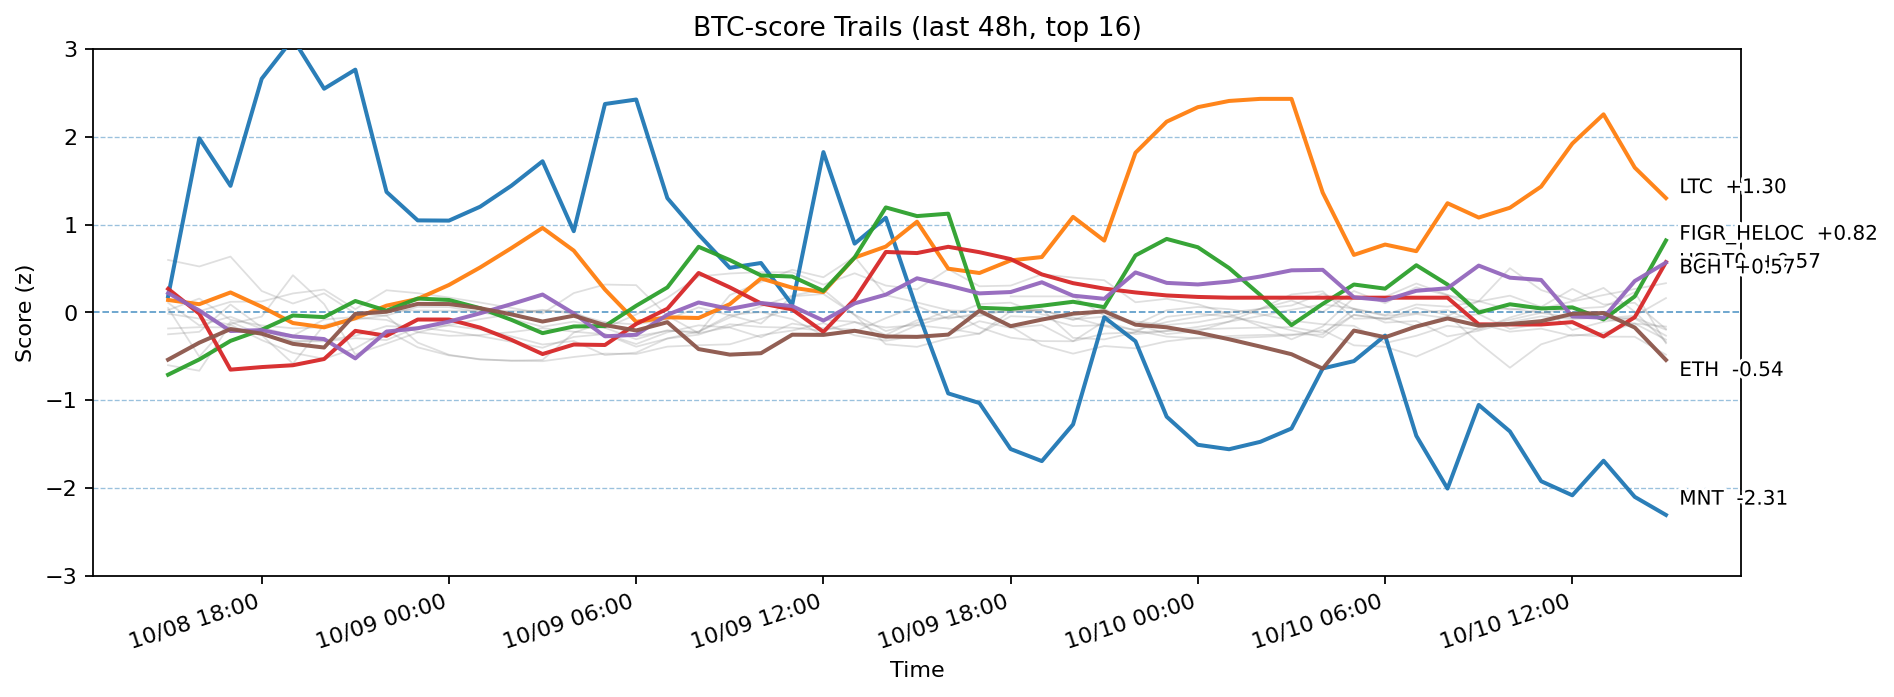 BTC-score Trails (last 48h, top 16)
Score (z)
3
2
1
0
−1
−2
−3
LTC +1.30
FIGR_HELOC +0.82
BCH +0.57
ETH -0.54
MNT -2.31
10/08 18:00
10/09 00:00
10/09 06:00
10/09 12:00
10/09 18:00
10/10 00:00
10/10 06:00
10/10 12:00
Time